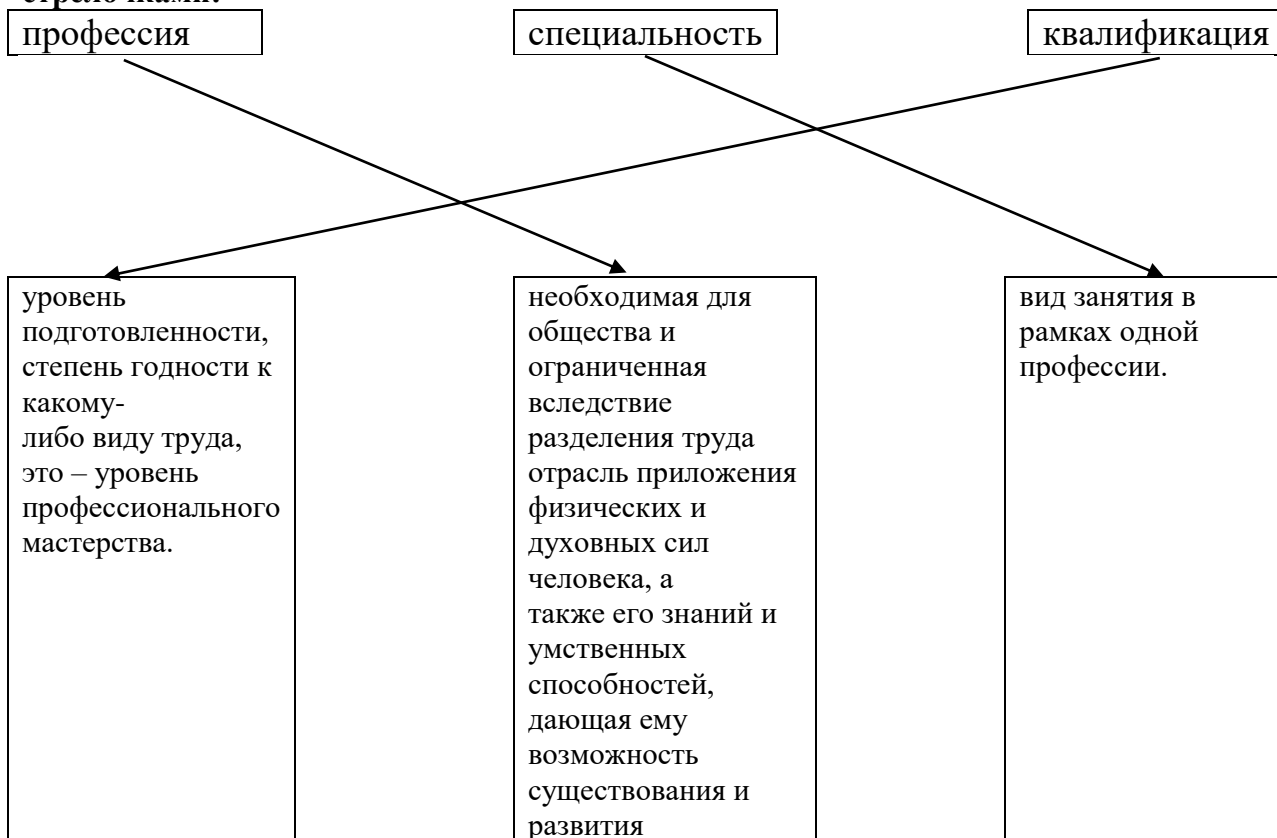 стрелочками:
профессия
специальность
квалификация
уровень
подготовленности,
степень годности к
какому-
либо виду труда,
это – уровень
профессионального
мастерства.
необходимая для
общества и
ограниченная
вследствие
разделения труда
отрасль приложения
физических и
духовных сил
человека, а
также его знаний и
умственных
способностей,
дающая ему
возможность
существования и
развития
вид занятия в
рамках одной
профессии.